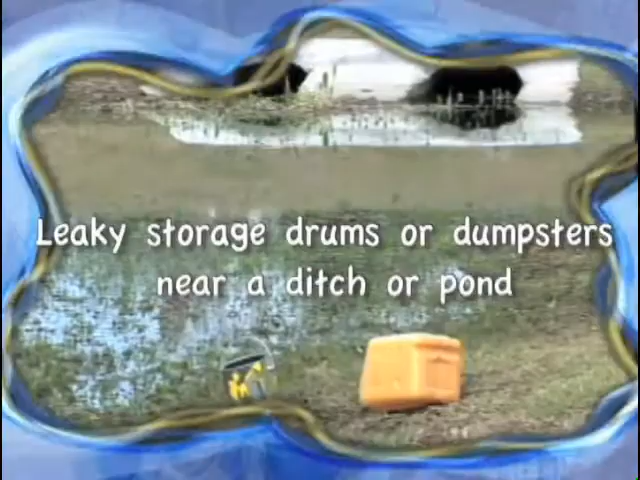 Leaky storage drums or dumpsters
near a ditch or pond